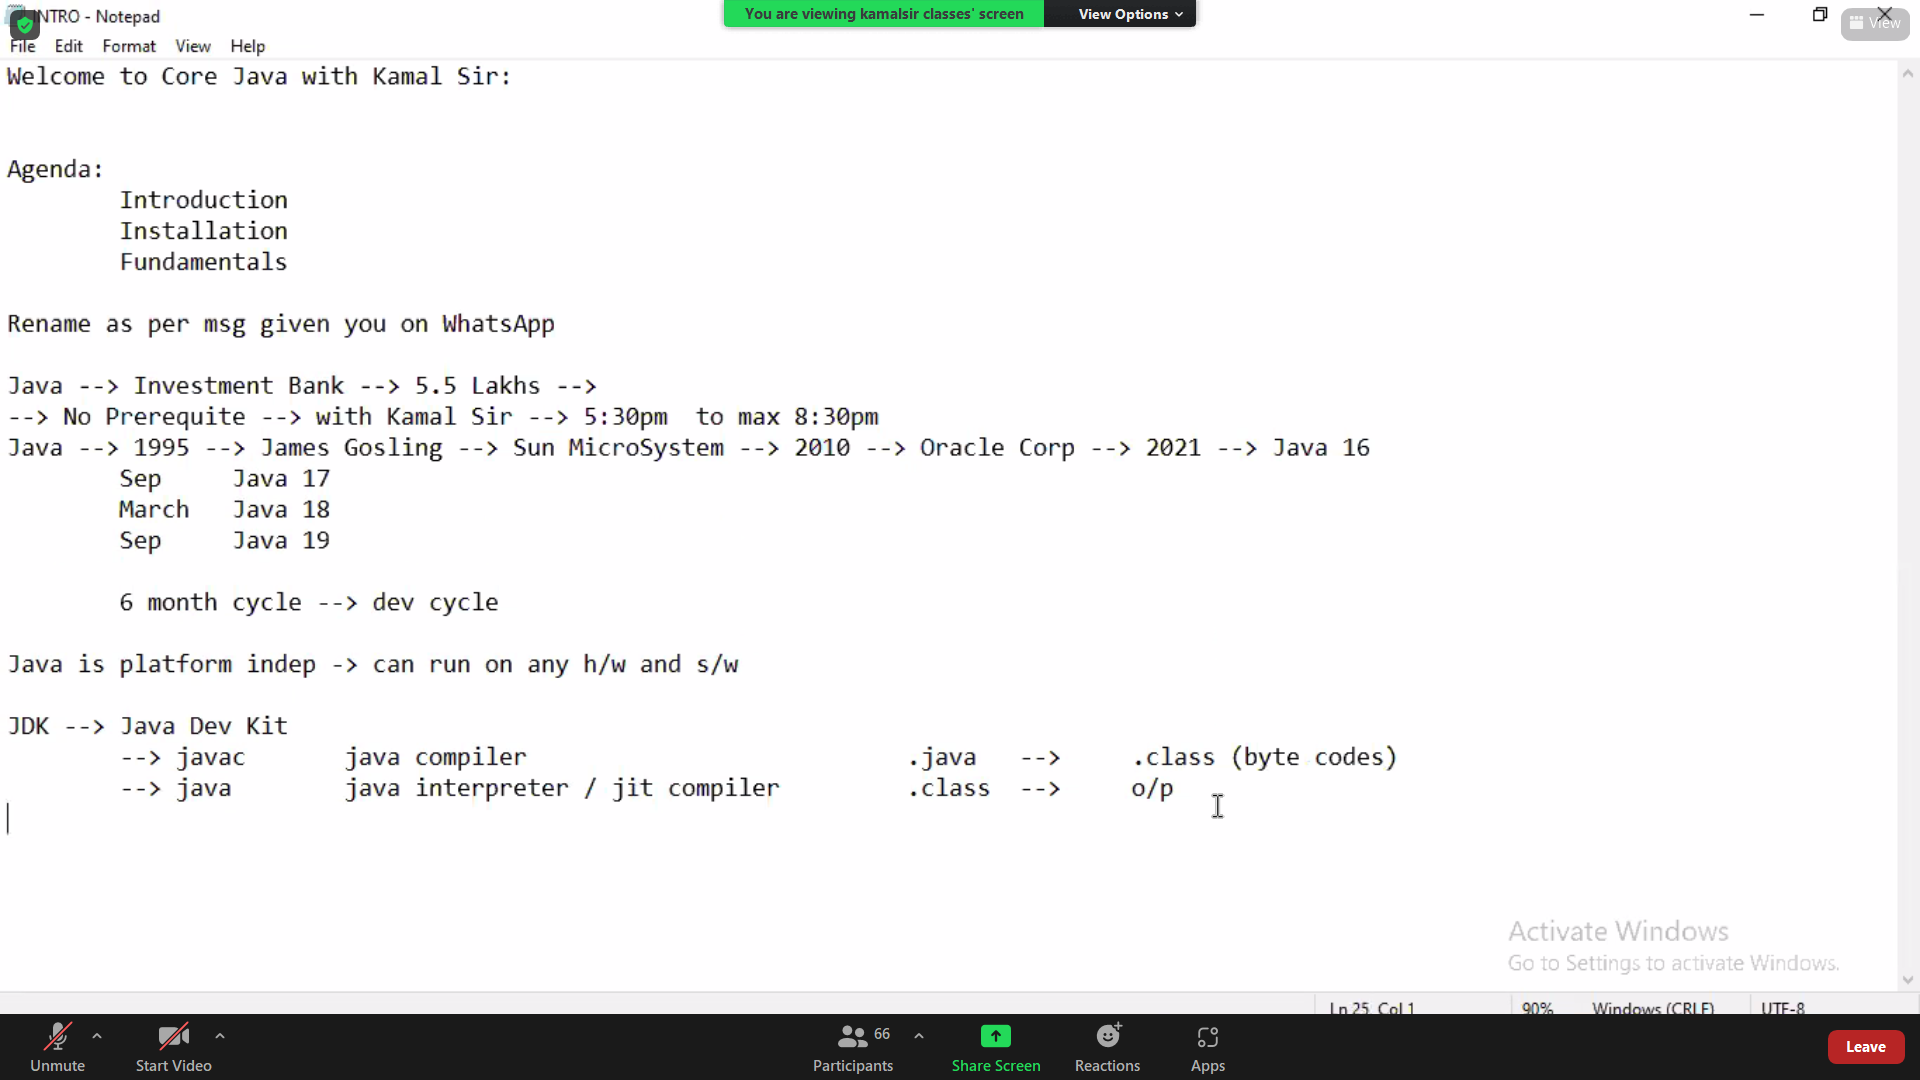 INTRO - Notepad
You are viewing kamalsir classes' screen
View Options
View
File Edit Format View Help
Welcome to Core Java with Kamal Sir:
Agenda:
Introduction
Installation
Fundamentals
Rename as per msg given you on WhatsApp
Java --> Investment Bank --> 5.5 Lakhs -->
--> No Prerequite --> with Kamal Sir --> 5:30pm to max 8:30pm
Java --> 1995 --> James Gosling --> Sun MicroSystem --> 2010 --> Oracle Corp --> 2021 --> Java 16
Sep Java 17
March Java 18
Sep Java 19
6 month cycle --> dev cycle
Java is platform indep -> can run on any h/w and s/w
JDK --> Java Dev Kit
--> javac java compiler .java --> .class (byte codes)
--> java java interpreter / jit compiler .class --> o/p
Activate Windows
Go to Settings to activate Windows.
Ln 25, Col 1 90% Windows (CRLF) UTF-8
66
Unmute Start Video Participants Share Screen Reactions Apps Leave